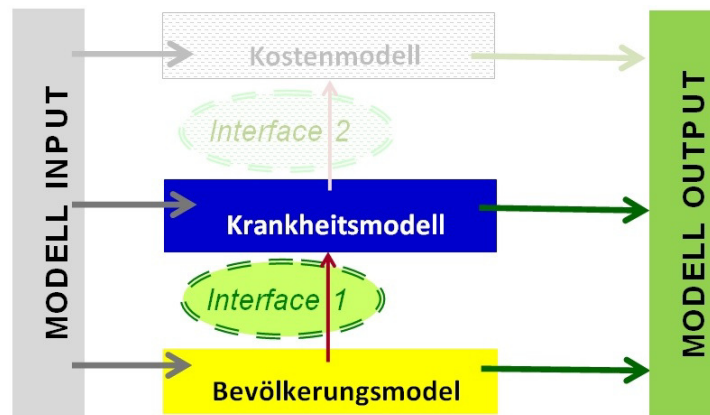 MODELL INPUT
Kostenmodell
Interface 2
Krankheitsmodell
Interface 1
Bevölkerungsmodel
MODELL OUTPUT